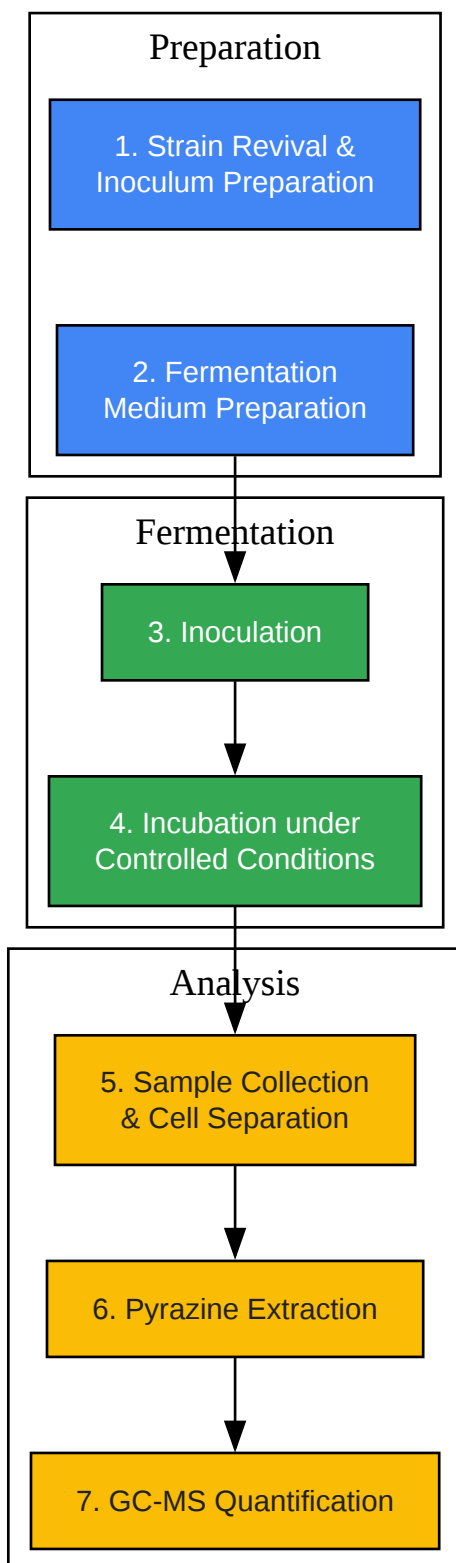 Preparation
1. Strain Revival &
Inoculum Preparation
2. Fermentation
Medium Preparation
Fermentation
3. Inoculation
4. Incubation under
Controlled Conditions
Analysis
5. Sample Collection
& Cell Separation
6. Pyrazine Extraction
7. GC-MS Quantification